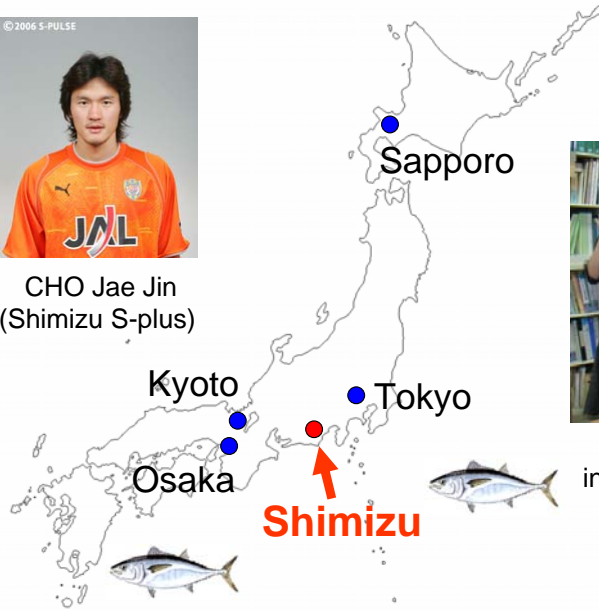 ©2006 S-PULSE
JAL
Sapporo
CHO Jae Jin
(Shimizu S-plus)
Kyoto
Tokyo
Osaka
in
Shimizu